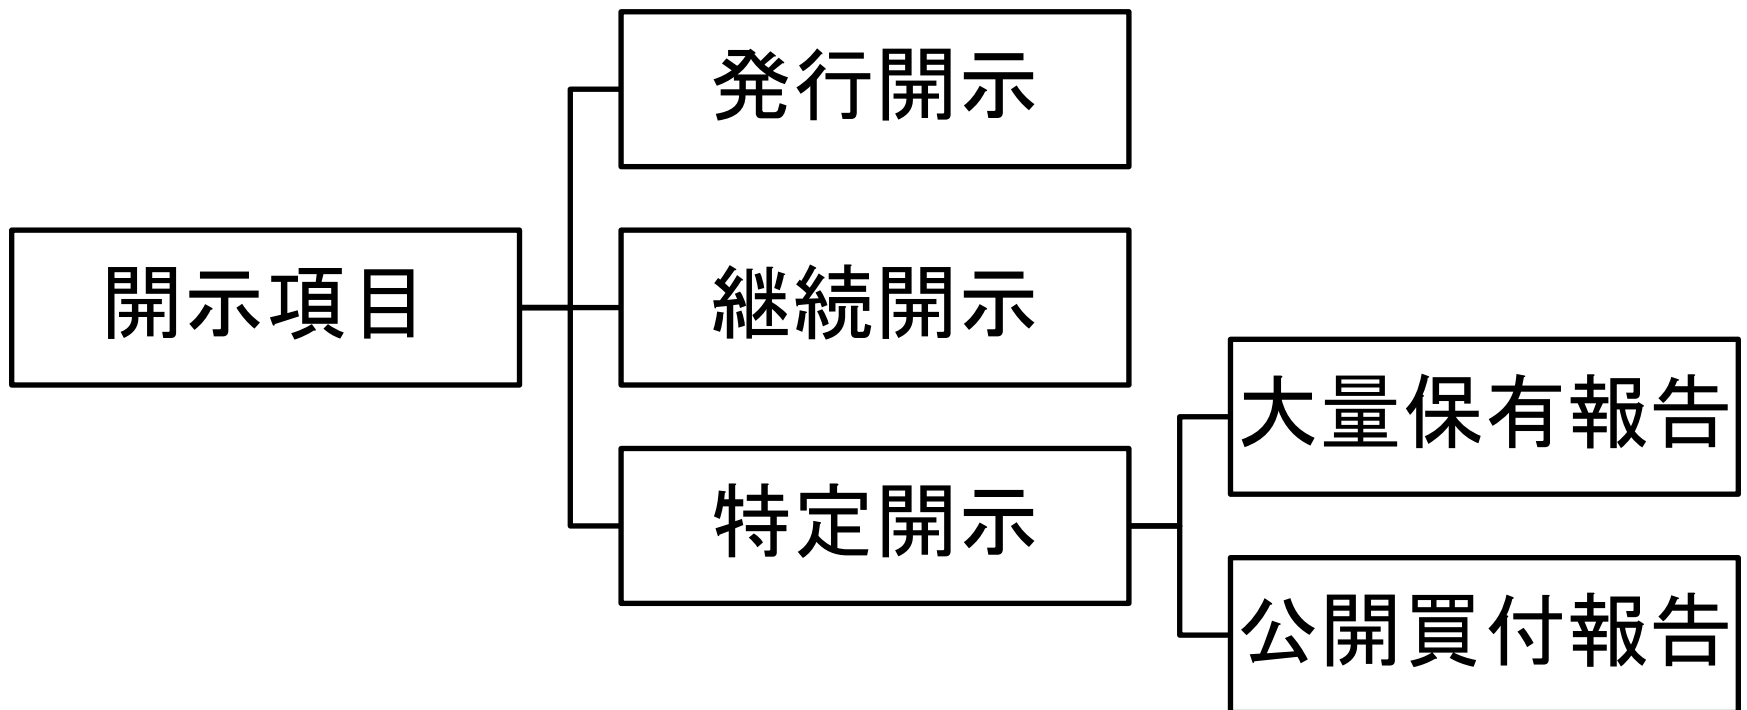 発行開示
開示項目
継続開示
特定開示
大量保有報告
公開買付報告